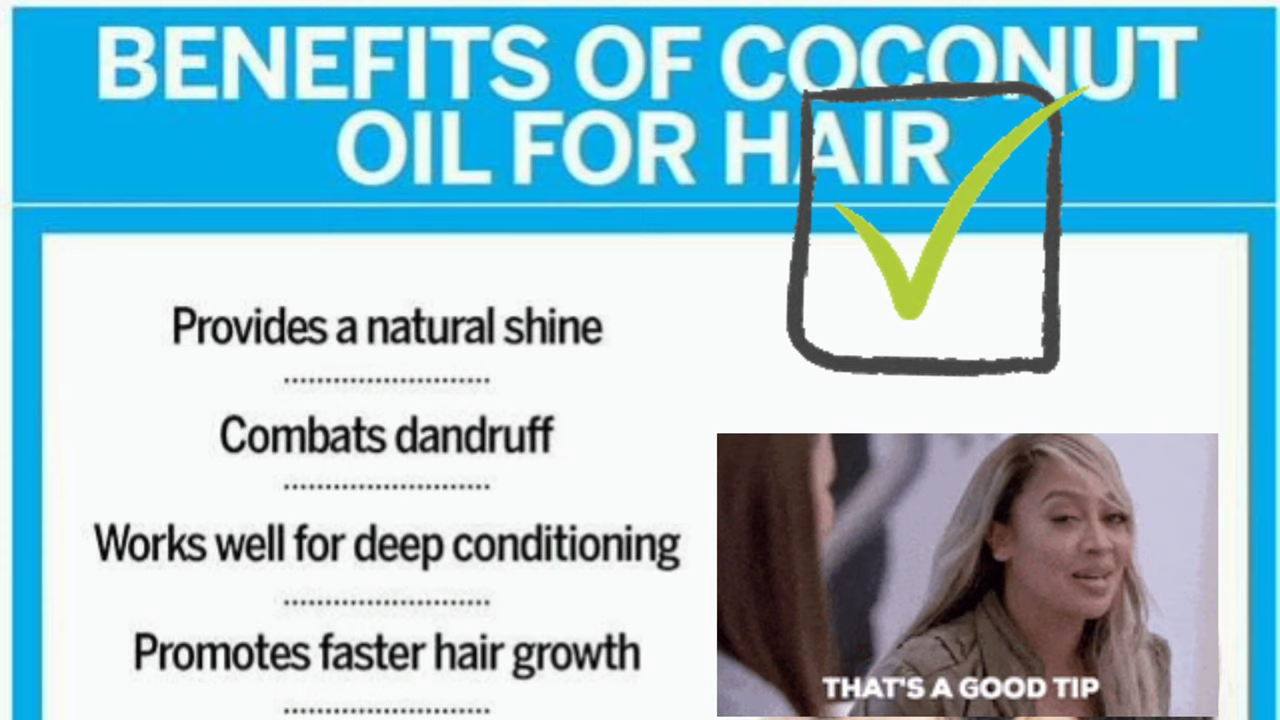 BENEFITS OF COCONUT
OIL FOR HAIR
Provides a natural shine
Combats dandruff
Works well for deep conditioning
Promotes faster hair growth
THAT'S A GOOD TIP